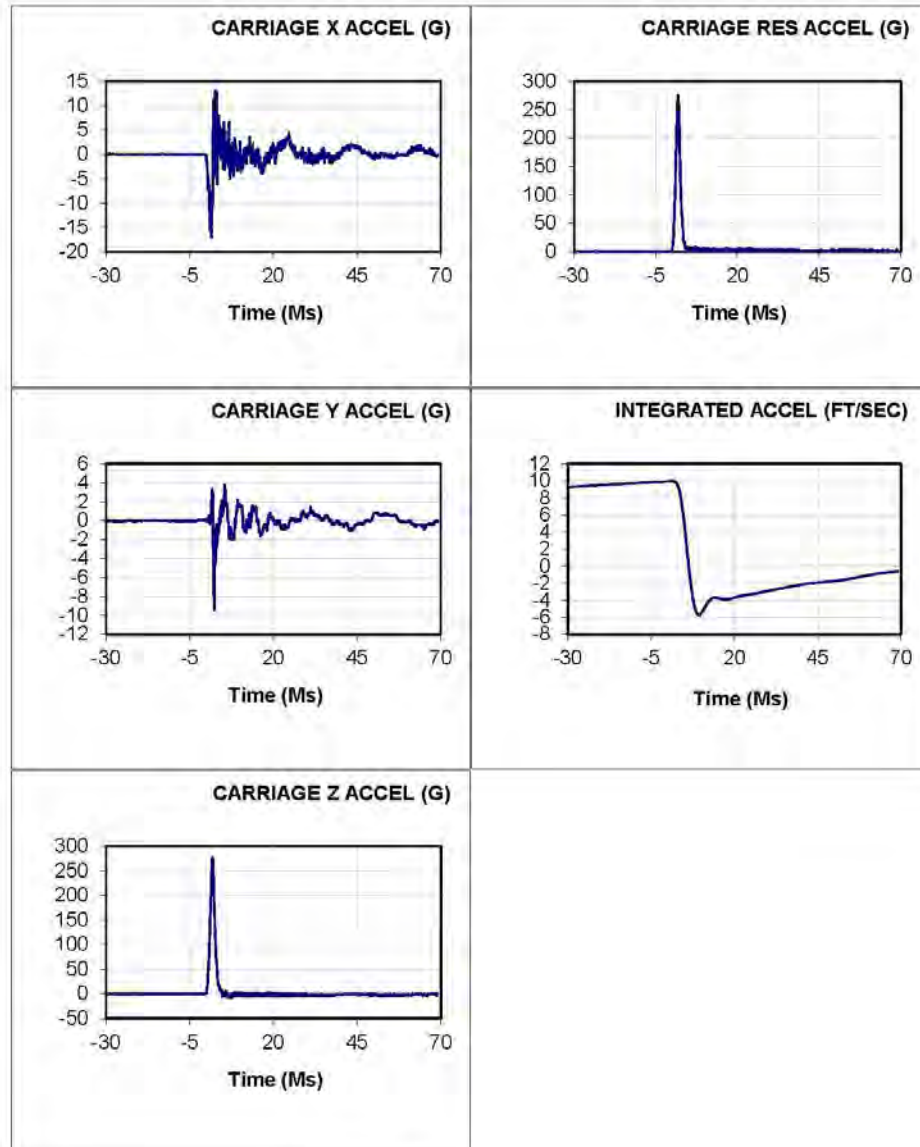 CARRIAGE X ACCEL (G)
15
10
5
0
-5
-10
-15
-20
-30 -5 20 45 70
Time (Ms)
CARRIAGE RES ACCEL (G)
300
250
200
150
100
50
0
-30 -5 20 45 70
Time (Ms)
CARRIAGE Y ACCEL (G)
6
4
2
0
-2
-4
-6
-8
-10
-12
-30 -5 20 45 70
Time (Ms)
INTEGRATED ACCEL (FT/SEC)
12
10
8
6
4
2
0
-2
-4
-6
-8
-30 -5 20 45 70
Time (Ms)
CARRIAGE Z ACCEL (G)
300
250
200
150
100
50
0
-50
-30 -5 20 45 70
Time (Ms)